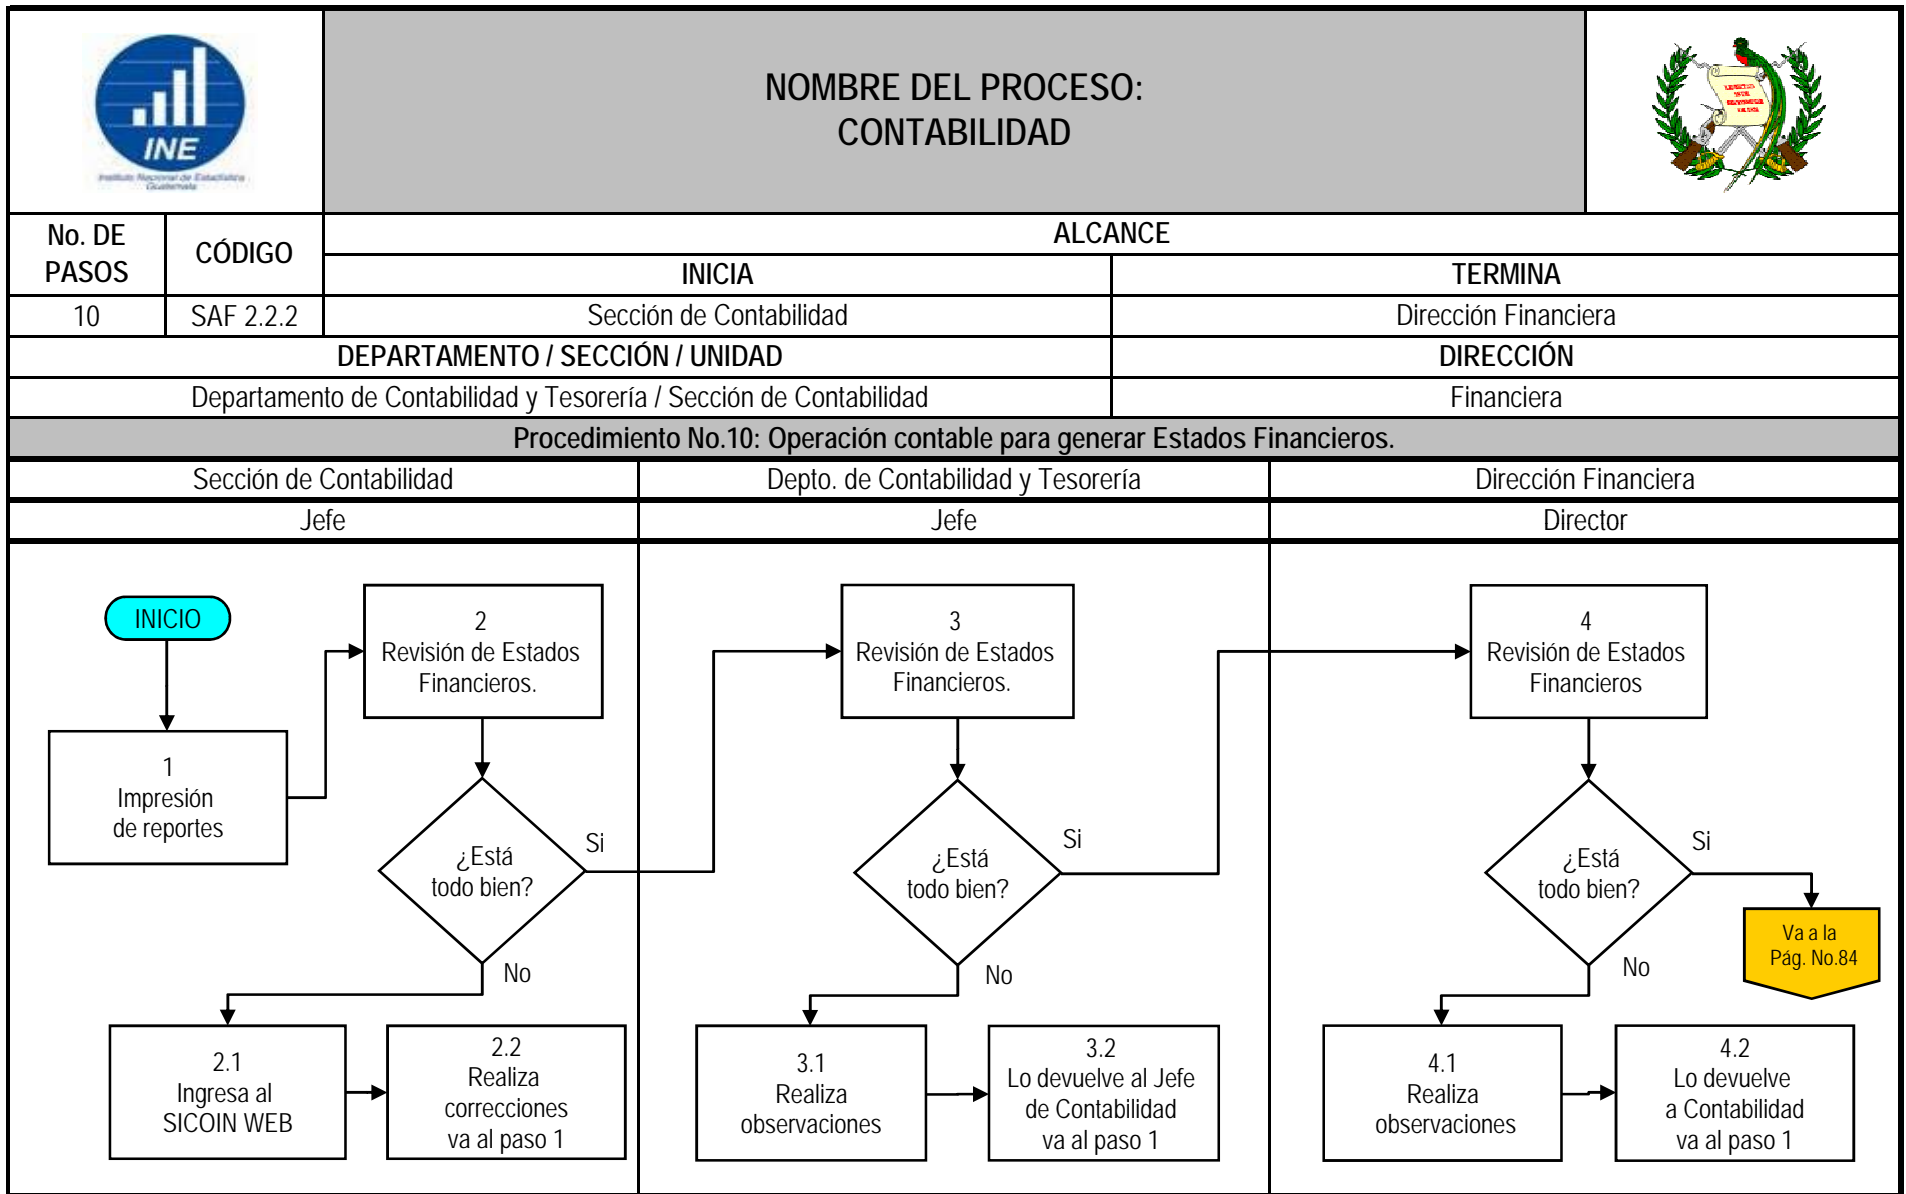 INE
Instituto Nacional de Estadística
Guatemala
NOMBRE DEL PROCESO:
CONTABILIDAD
No. DE
PASOS
CÓDIGO
ALCANCE
INICIA
TERMINA
10
SAF 2.2.2
Sección de Contabilidad
Dirección Financiera
DEPARTAMENTO / SECCIÓN / UNIDAD
DIRECCIÓN
Departamento de Contabilidad y Tesorería / Sección de Contabilidad
Financiera
Procedimiento No.10: Operación contable para generar Estados Financieros.
Sección de Contabilidad
Depto. de Contabilidad y Tesorería
Dirección Financiera
Jefe
Jefe
Director
INICIO
1
Impresión
de reportes
2
Revisión de Estados
Financieros.
¿Está
todo bien?
Si
No
2.1
Ingresa al
SICOIN WEB
2.2
Realiza
correcciones
va al paso 1
3
Revisión de Estados
Financieros.
¿Está
todo bien?
Si
No
3.1
Realiza
observaciones
3.2
Lo devuelve al Jefe
de Contabilidad
va al paso 1
4
Revisión de Estados
Financieros
¿Está
todo bien?
Si
No
Va a la
Pág. No.84
4.1
Realiza
observaciones
4.2
Lo devuelve
a Contabilidad
va al paso 1